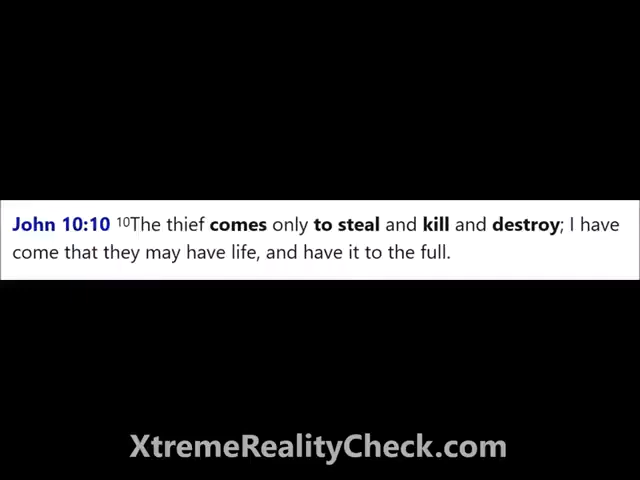 John 10:10 ¹⁰The thief comes only to steal and kill and destroy; I have
come that they may have life, and have it to the full.
XtremeRealityCheck.com